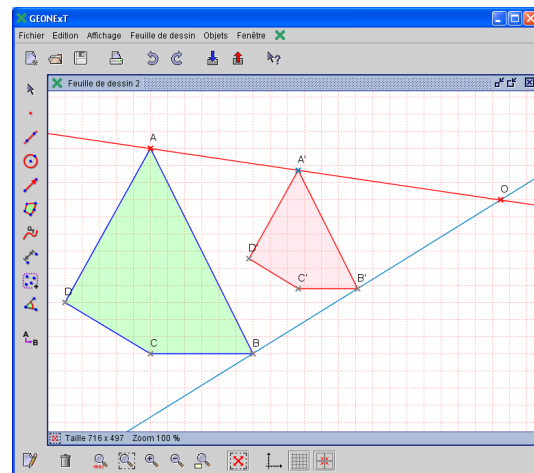 GEONExT
Fichier Edition Affichage Feuille de dessin Objets Fenêtre
Feuille de dessin 2
A
A'
O
D'
C'
B'
D
C
B
A
B
Taille 716 x 497 Zoom 100 %